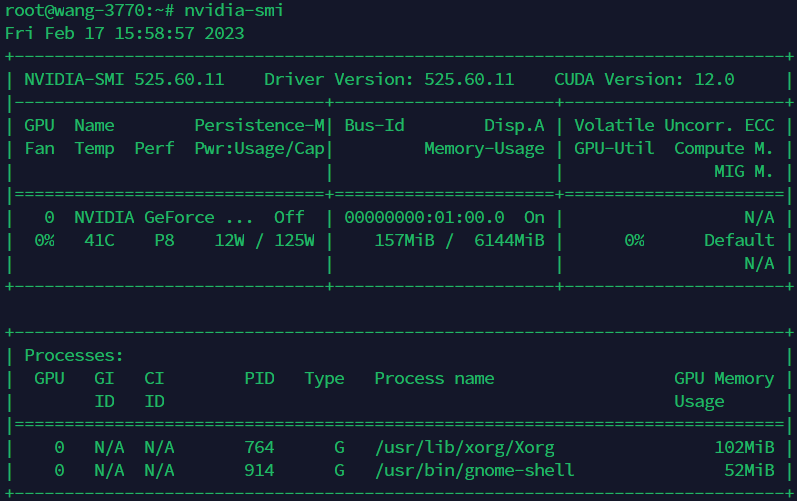 root@wang-3770:~# nvidia-smi
Fri Feb 17 15:58:57 2023
+-----------------------------------------------------------------------------+
| NVIDIA-SMI 525.60.11    Driver Version: 525.60.11    CUDA Version: 12.0     |
|-------------------------------+----------------------+----------------------+
| GPU  Name        Persistence-M| Bus-Id        Disp.A | Volatile Uncorr. ECC |
| Fan  Temp  Perf  Pwr:Usage/Cap|         Memory-Usage | GPU-Util  Compute M. |
|                               |                      |               MIG M. |
|===============================+======================+======================|
|   0  NVIDIA GeForce ...  Off  | 00000000:01:00.0  On |                  N/A |
|  0%   41C    P8    12W / 125W |    157MiB /  6144MiB |      0%      Default |
|                               |                      |                  N/A |
+-------------------------------+----------------------+----------------------+

+-----------------------------------------------------------------------------+
| Processes:                                                                  |
|  GPU   GI   CI        PID   Type   Process name                  GPU Memory |
|        ID   ID                                                   Usage      |
|=============================================================================|
|    0   N/A  N/A       764      G   /usr/lib/xorg/Xorg                102MiB |
|    0   N/A  N/A       914      G   /usr/bin/gnome-shell               52MiB |
+-----------------------------------------------------------------------------+